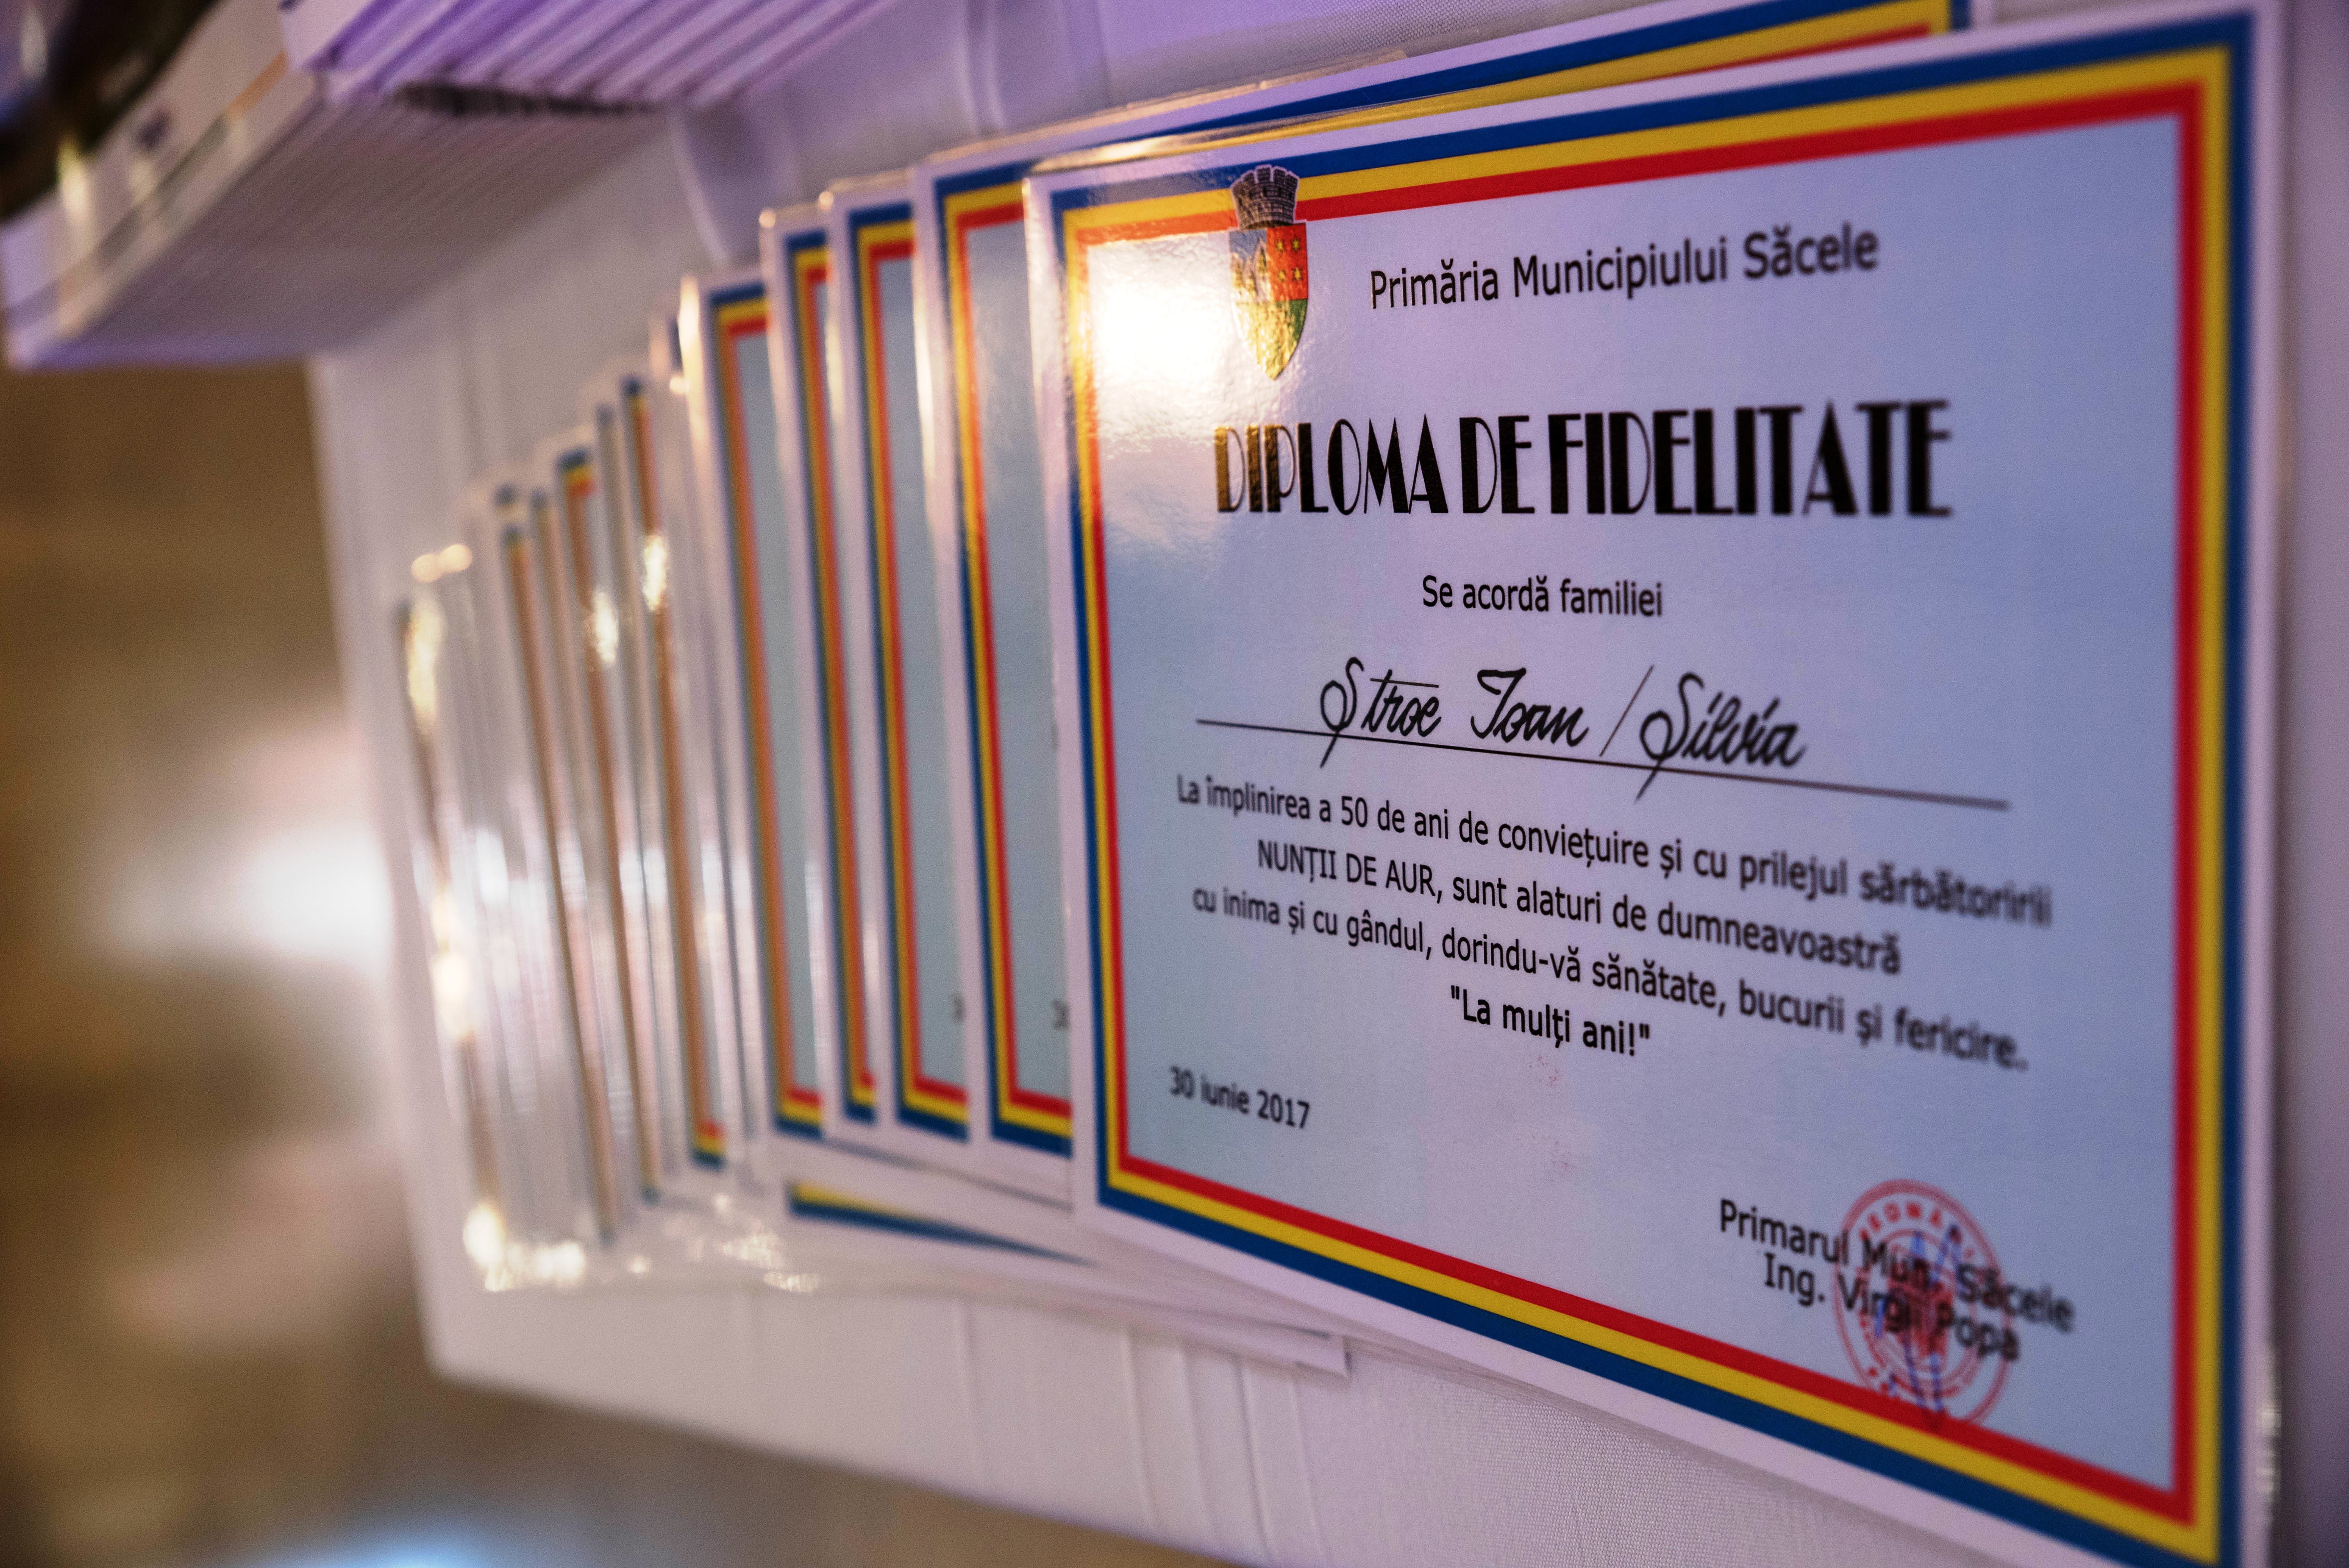 Primăria Municipiului Săcele
DIPLOMA DE FIDELITATE
Se acordă familiei
Stroe Ioan / Silvia
La împlinirea a 50 de ani de conviețuire și cu prilejul sărbătoririi
NUNȚII DE AUR, sunt alaturi de dumneavoastră
cu inima și cu gândul, dorindu-vă sănătate, bucurii și fericire.
"La mulți ani!"
30 iunie 2017
Primarul Mun. Săcele
Ing. Virgil Popa